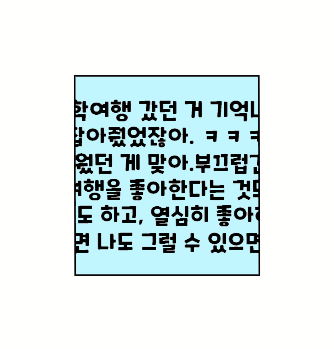 학여행 갔던 거 기억나
잡아줬었잖아. ㅋㅋㅋ
웠던 게 맞아.부끄럽긴
여행을 좋아한다는 것도
도 하고, 열심히 좋아하
면 나도 그럴 수 있으면